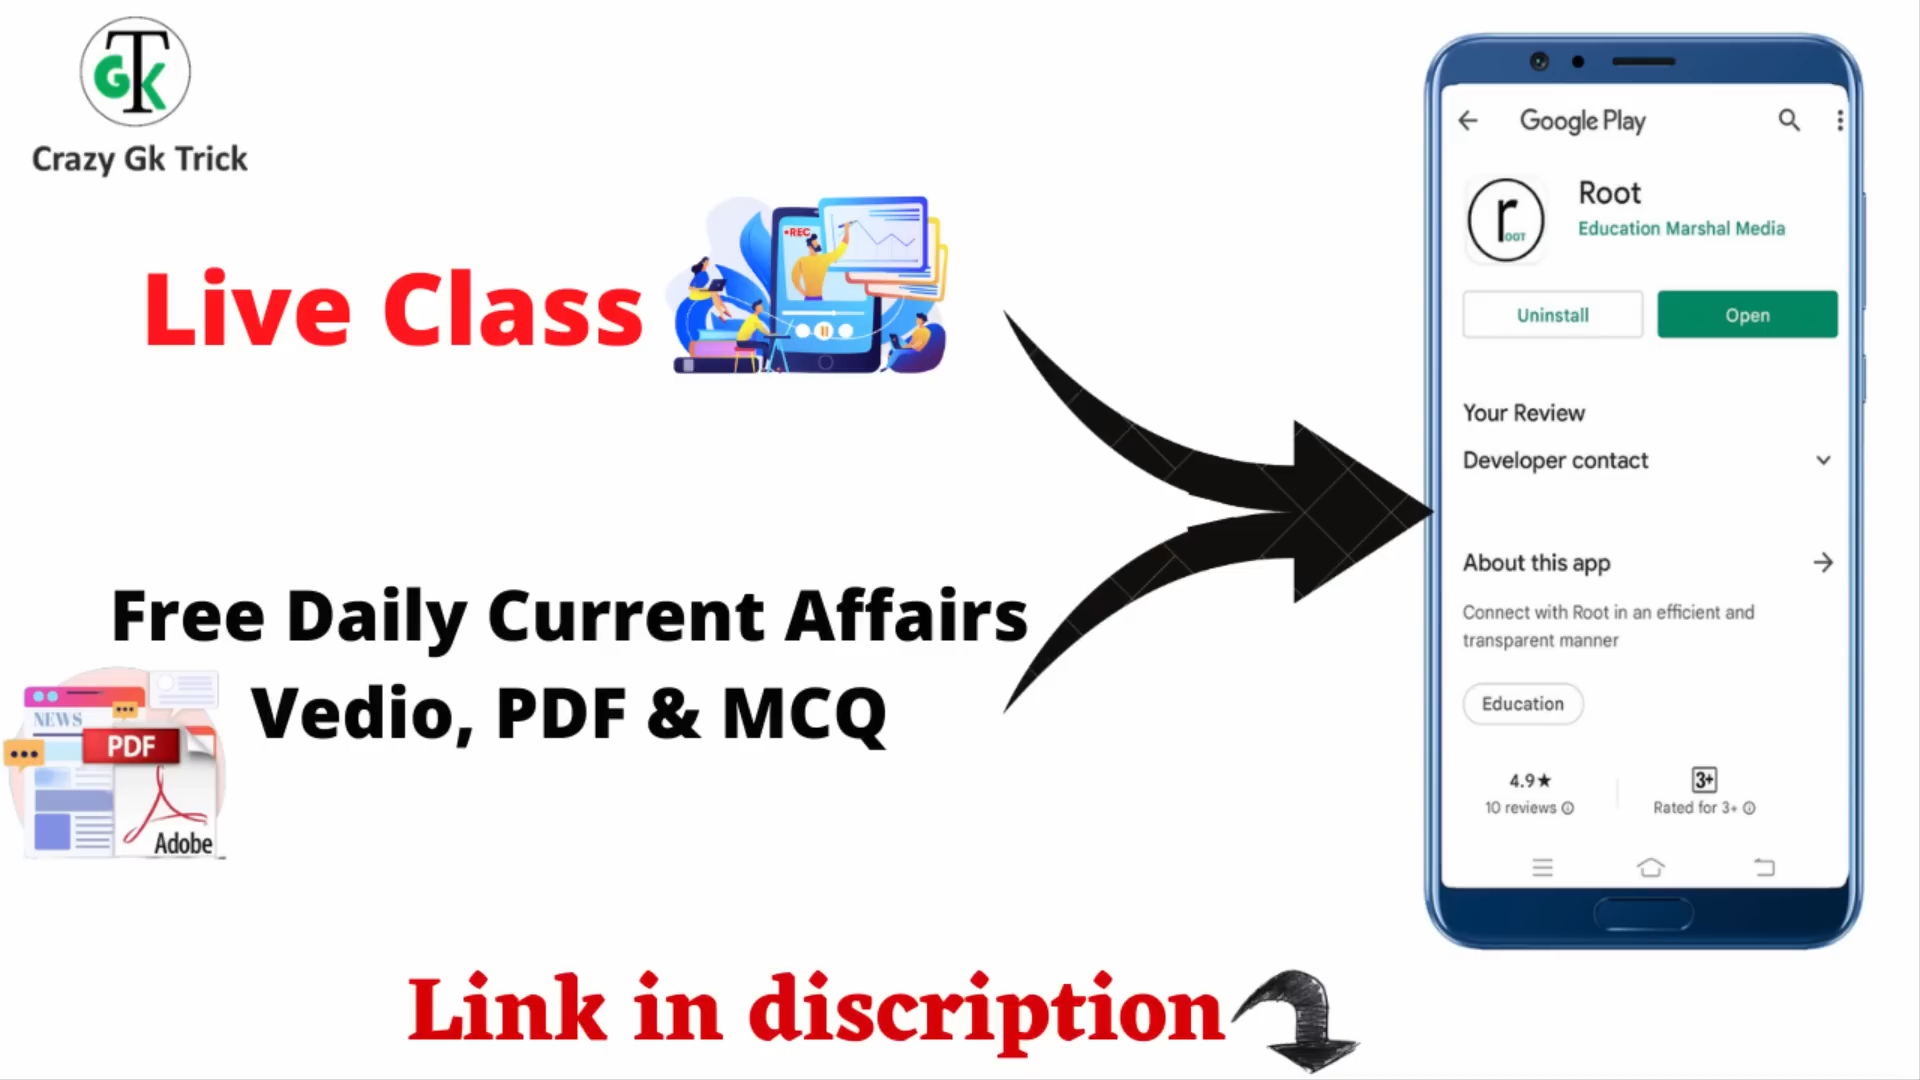 GTK
Crazy Gk Trick
Live Class
•REC
Free Daily Current Affairs
Vedio, PDF & MCQ
NEWS
PDF
Adobe
Link in discription
Google Play
rOOT
Root
Education Marshal Media
Uninstall
Open
Your Review
Developer contact
About this app
Connect with Root in an efficient and
transparent manner
Education
4.9★
3+
10 reviews
Rated for 3+